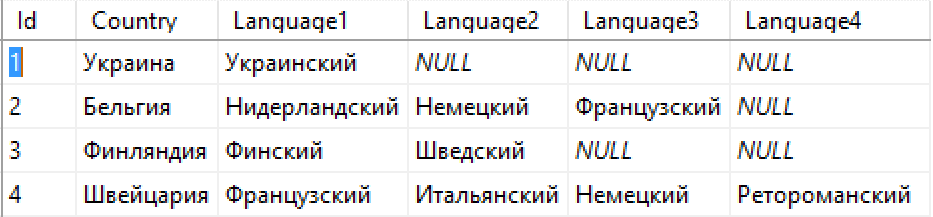 Id Country Language1 Language2 Language3 Language4
1 Украина Украинский NULL NULL NULL
2 Бельгия Нидерландский Немецкий Французский NULL
3 Финляндия Финский Шведский NULL NULL
4 Швейцария Французский Итальянский Немецкий Ретороманский